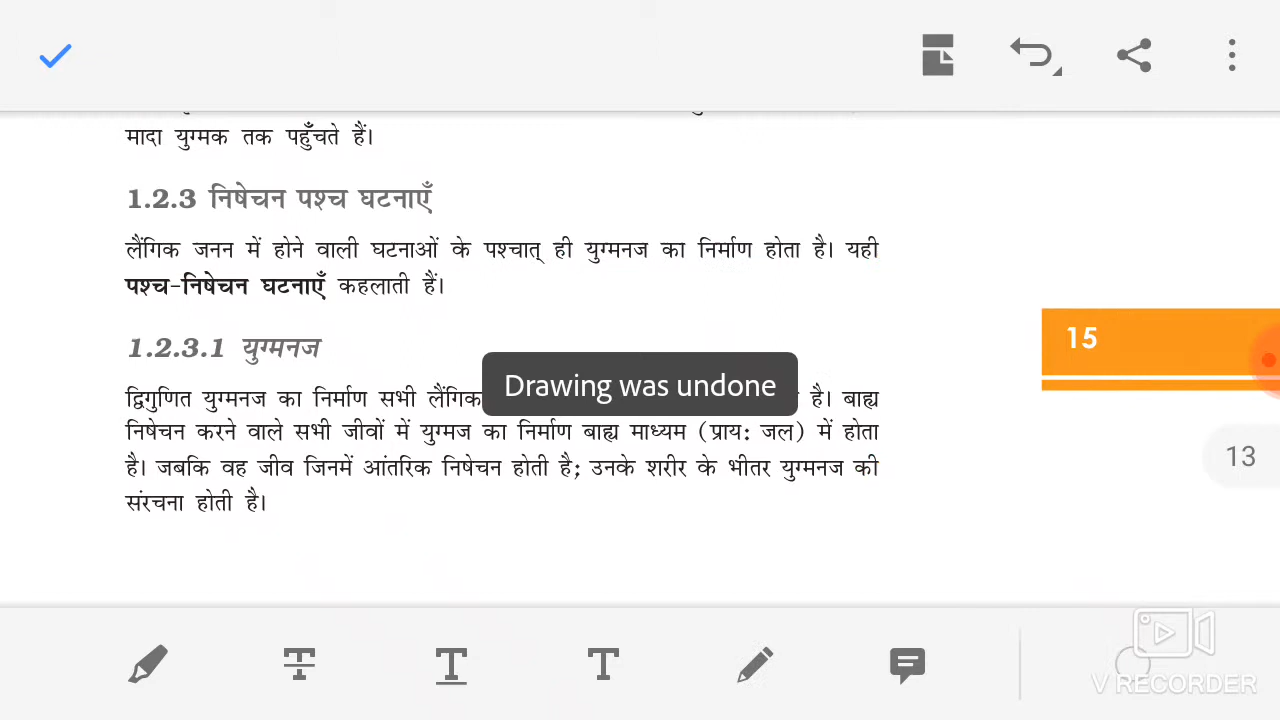 मादा युग्मक तक पहुँचते हैं।
1.2.3 निषेचन पश्च घटनाएँ
लैंगिक जनन में होने वाली घटनाओं के पश्चात् ही युग्मनज का निर्माण होता है। यही
पश्च-निषेचन घटनाएँ कहलाती हैं।
15
1.2.3.1 युग्मनज
Drawing was undone
द्विगुणित युग्मनज का निर्माण सभी लैंगिक है। बाह्य
निषेचन करने वाले सभी जीवों में युग्मज का निर्माण बाह्य माध्यम (प्राय: जल) में होता
है। जबकि वह जीव जिनमें आंतरिक निषेचन होती है; उनके शरीर के भीतर युग्मनज की
13
संरचना होती है।
V RECORDER